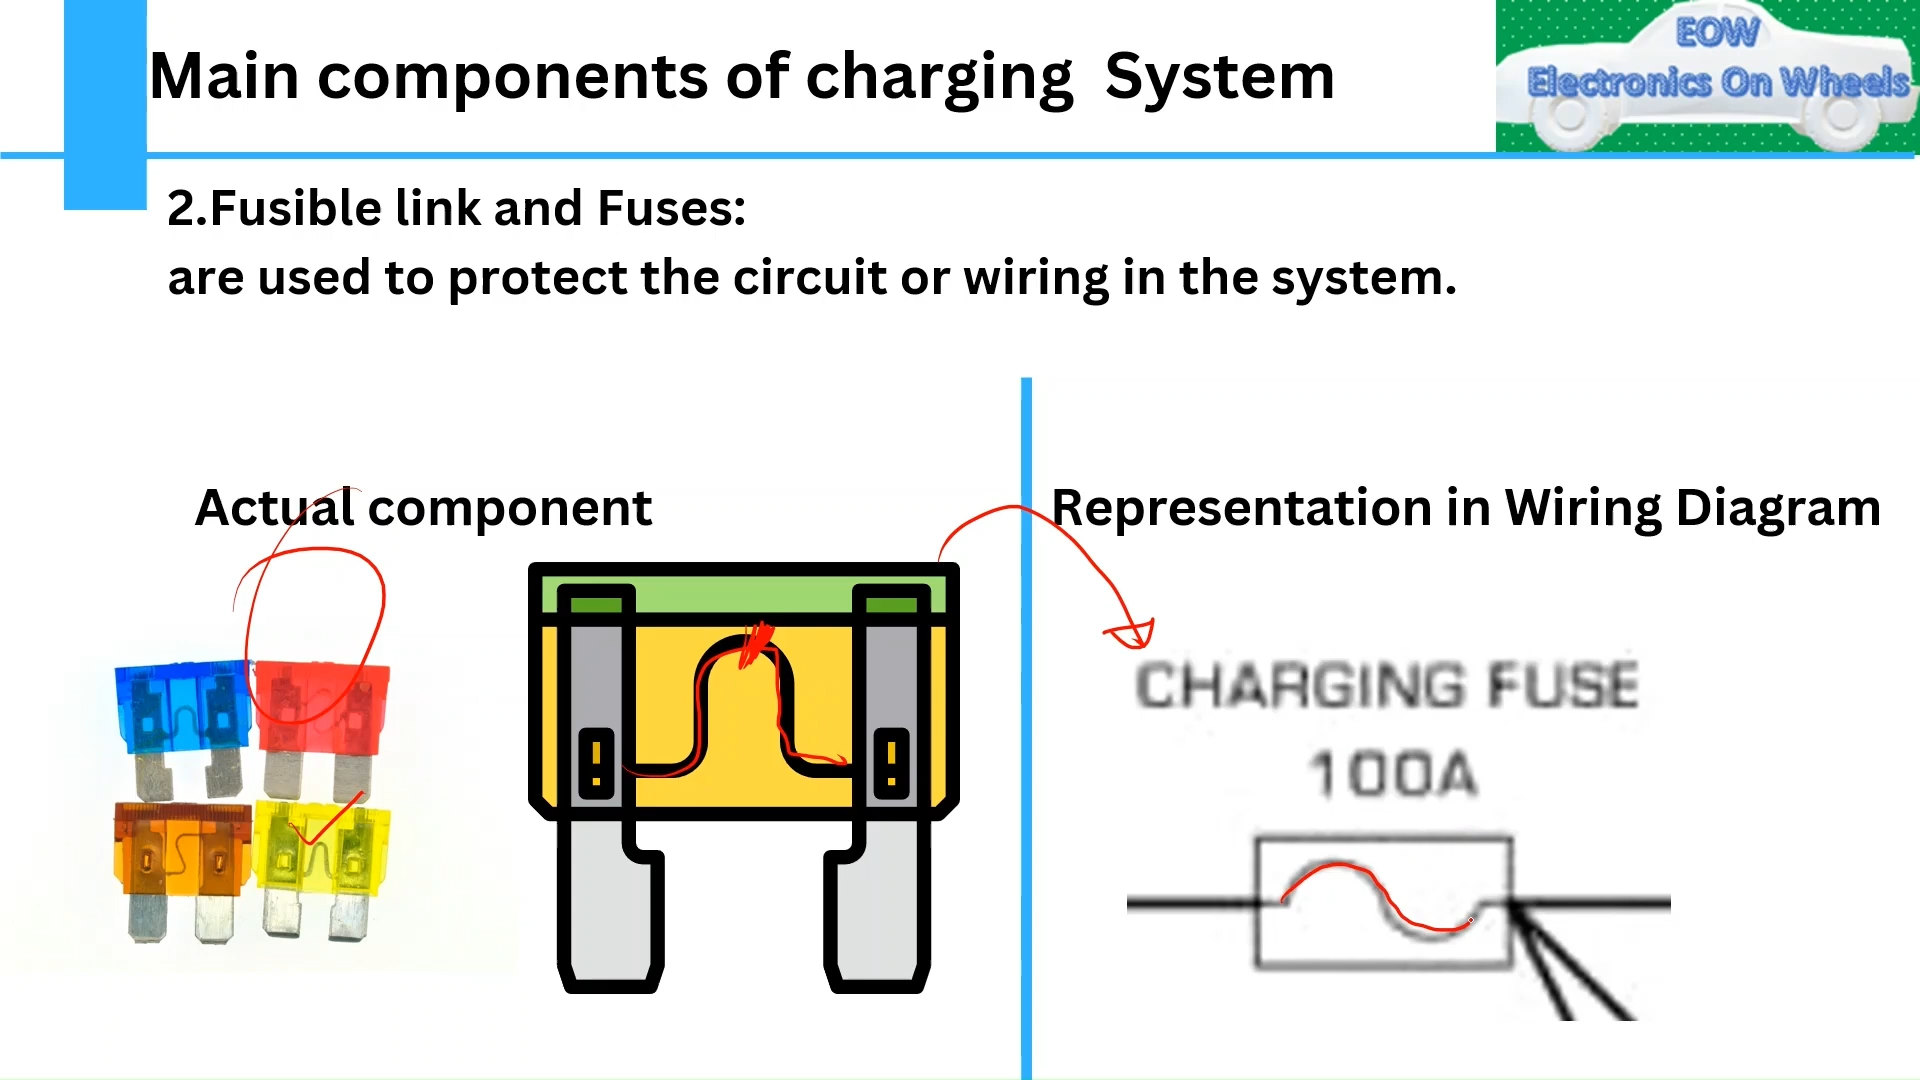 Main components of charging System
EOW
Electronics On Wheels
2.Fusible link and Fuses:
are used to protect the circuit or wiring in the system.
Actual component
Representation in Wiring Diagram
CHARGING FUSE
100A